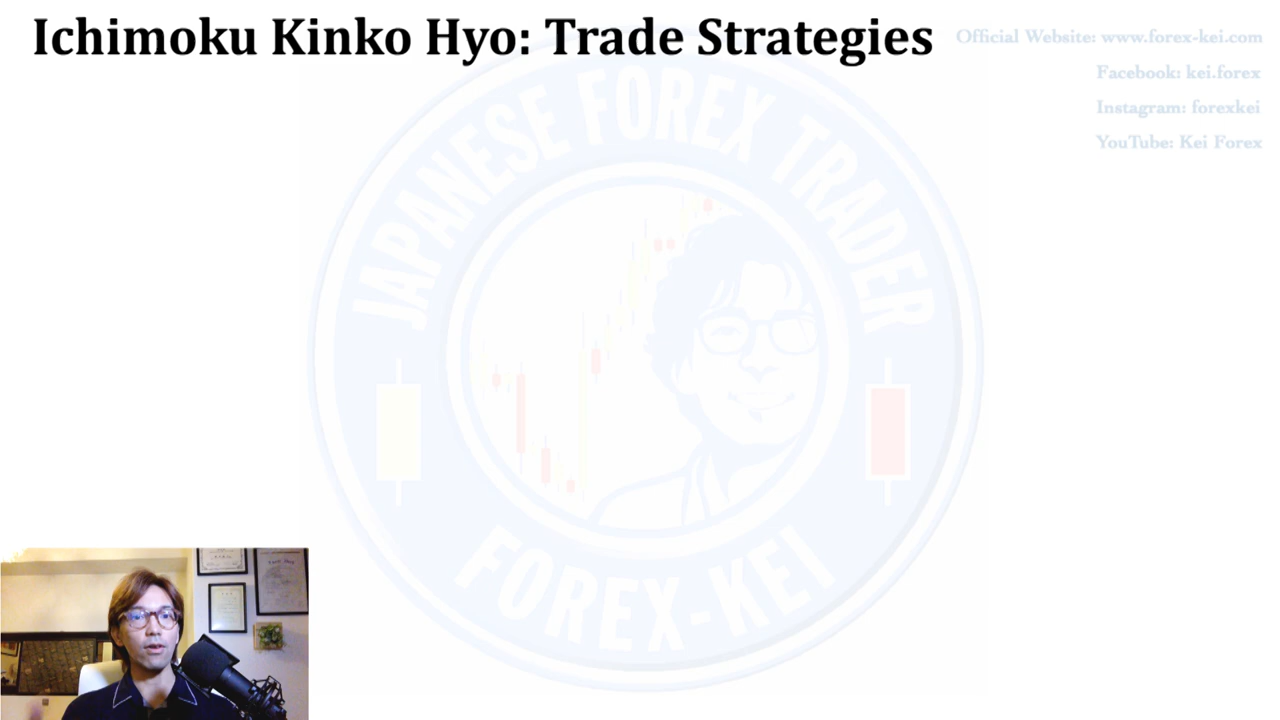 Ichimoku Kinko Hyo: Trade Strategies
Official Website: www.forex-kei.com
Facebook: kei.forex
Instagram: forexkei
YouTube: Kei Forex
JAPANESE FOREX TRADER
FOREX-KEI